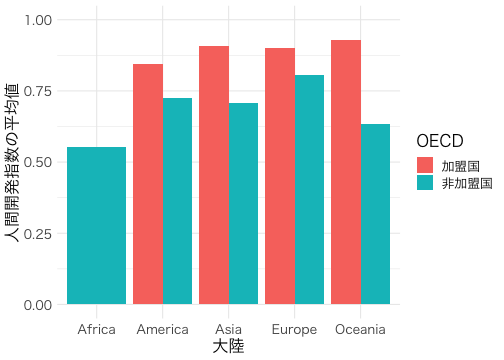 1.00
0.75
0.50
0.25
0.00
人間開発指数の平均値
Africa
America
Asia
Europe
Oceania
大陸
OECD
加盟国
非加盟国